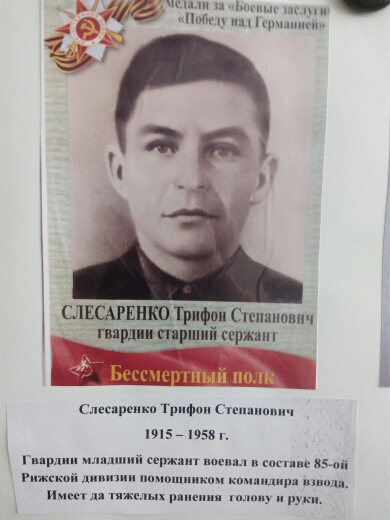 медали за «Боевые заслуги
«Победу над Германией»
СЛЕСАРЕНКО Трифон Степанович
гвардии старший сержант
Бессмертный полк
Слесаренко Трифон Степанович
1915 – 1958 г.
Гвардии младший сержант воевал в составе 85-ой
Рижской дивизии помощником командира взвода.
Имеет да тяжелых ранения голову и руки.